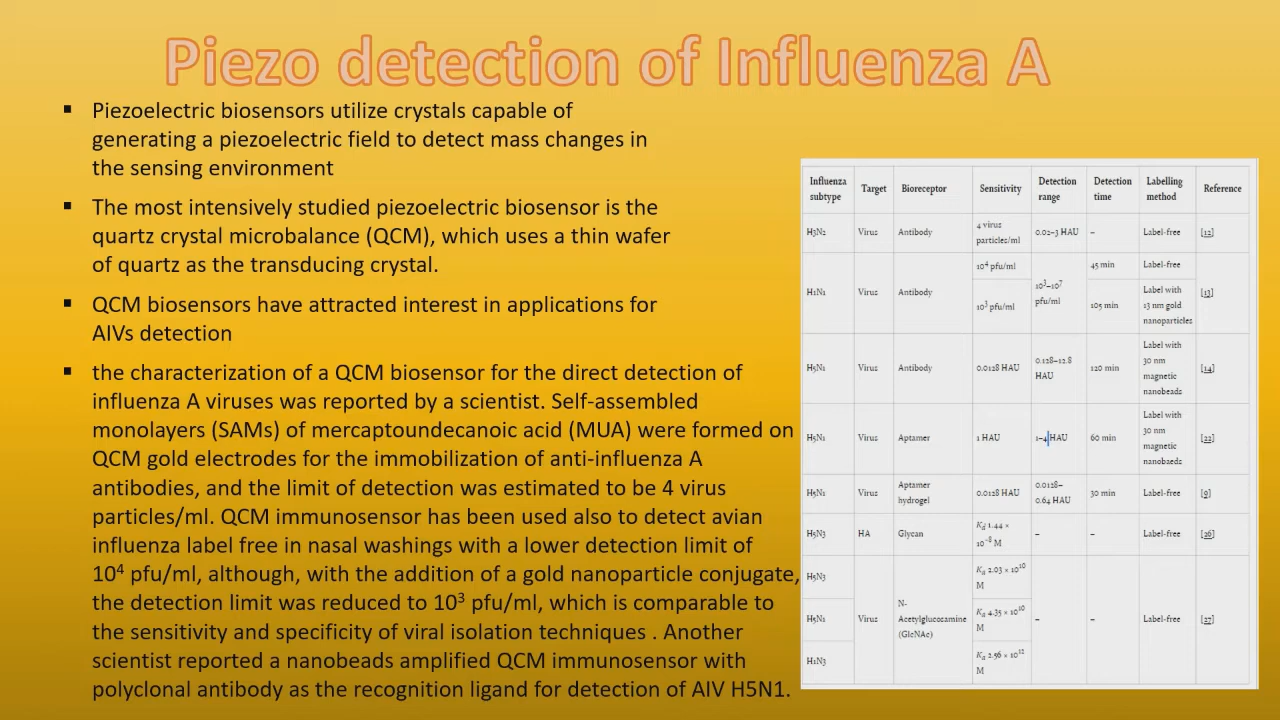 Piezo detection of Influenza A
▪ Piezoelectric biosensors utilize crystals capable of
generating a piezoelectric field to detect mass changes in
the sensing environment
▪ The most intensively studied piezoelectric biosensor is the
quartz crystal microbalance (QCM), which uses a thin wafer
of quartz as the transducing crystal.
▪ QCM biosensors have attracted interest in applications for
AIVs detection
▪ the characterization of a QCM biosensor for the direct detection of
influenza A viruses was reported by a scientist. Self-assembled
monolayers (SAMs) of mercaptoundecanoic acid (MUA) were formed on
QCM gold electrodes for the immobilization of anti-influenza A
antibodies, and the limit of detection was estimated to be 4 virus
particles/ml. QCM immunosensor has been used also to detect avian
influenza label free in nasal washings with a lower detection limit of
10⁴ pfu/ml, although, with the addition of a gold nanoparticle conjugate,
the detection limit was reduced to 10³ pfu/ml, which is comparable to
the sensitivity and specificity of viral isolation techniques . Another
scientist reported a nanobeads amplified QCM immunosensor with
polyclonal antibody as the recognition ligand for detection of AIV H5N1.
Influenza subtype Target Bioreceptor Sensitivity Detection range Detection time Labelling method Reference
H3N2 Virus Antibody 4 virus particles/ml 0.02–3 HAU – Label-free [12]
H1N1 Virus Antibody 10⁴ pfu/ml 10³–10⁷ pfu/ml 45 min Label-free [13]
10³ pfu/ml 105 min Label with 13 nm gold nanoparticles
H5N1 Virus Antibody 0.0128 HAU 0.128–12.8 HAU 120 min Label with 30 nm magnetic nanobeads [14]
H5N1 Virus Aptamer 1 HAU 1–4 HAU 60 min Label with 30 nm magnetic nanobaedz [22]
H5N1 Virus Aptamer hydrogel 0.0128 HAU 0.0128–0.64 HAU 30 min Label-free [9]
H5N3 HA Glycan K_d 1.44 × 10⁻⁸ M – – Label-free [26]
H5N3 Virus N-Acetylglucosamine (GlcNAc) K_a 2.03 × 10¹⁰ M – – Label-free [27]
H5N1 K_a 4.35 × 10¹⁰ M
H1N3 K_a 2.56 × 10¹² M